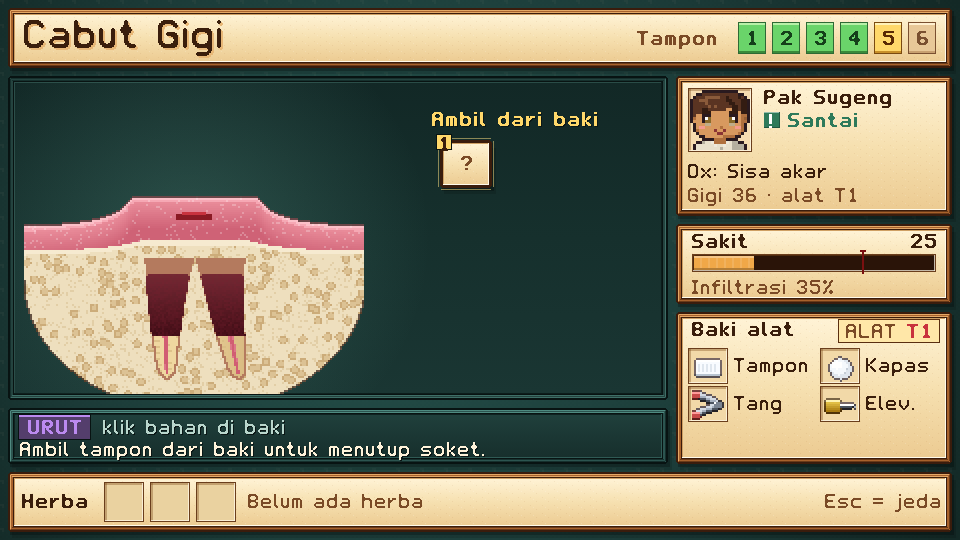 Cabut Gigi
Tampon 1 2 3 4 5 6
Ambil dari baki
1
?
Pak Sugeng
Santai
Dx: Sisa akar
Gigi 36 · alat T1
Sakit 25
Infiltrasi 35%
Baki alat ALAT T1
Tampon Kapas
Tang Elev.
URUT klik bahan di baki
Ambil tampon dari baki untuk menutup soket.
Herba Belum ada herba Esc = jeda